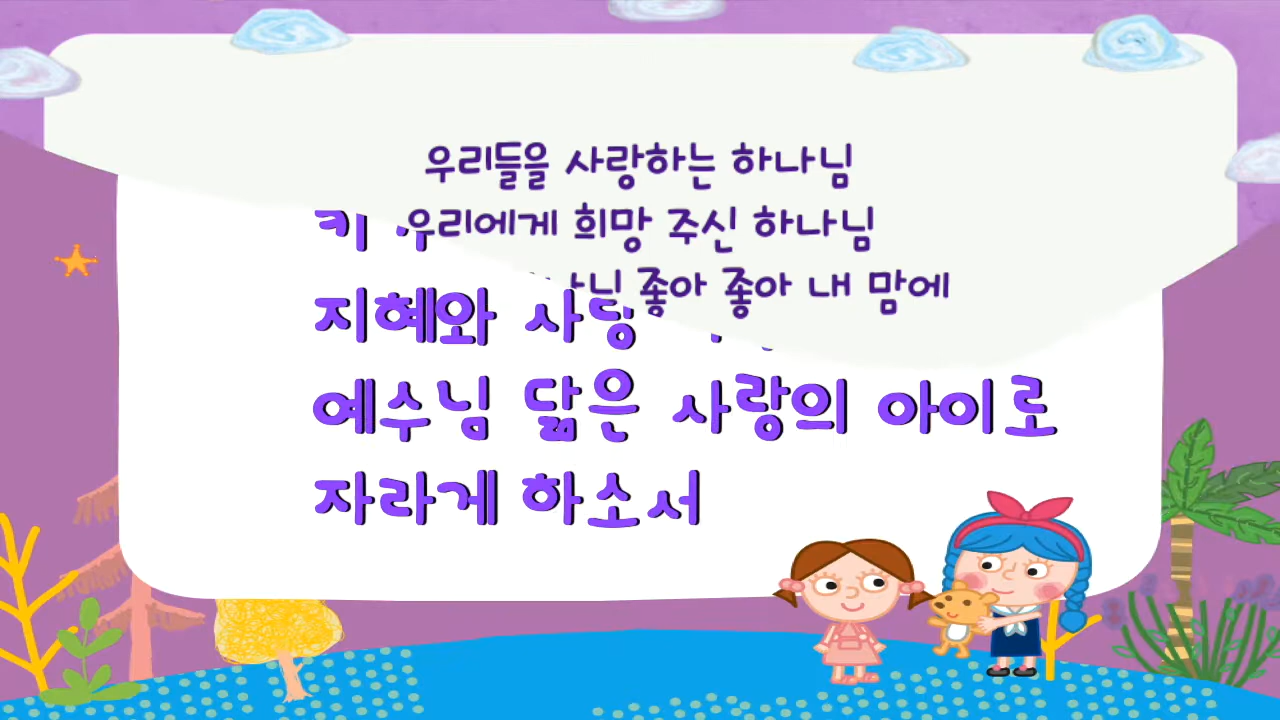 우리들을 사랑하는 하나님
우리에게 희망 주신 하나님
좋아 좋아 내 맘에
지혜와
예수님 닮은 사랑의 아이로
자라게 하소서